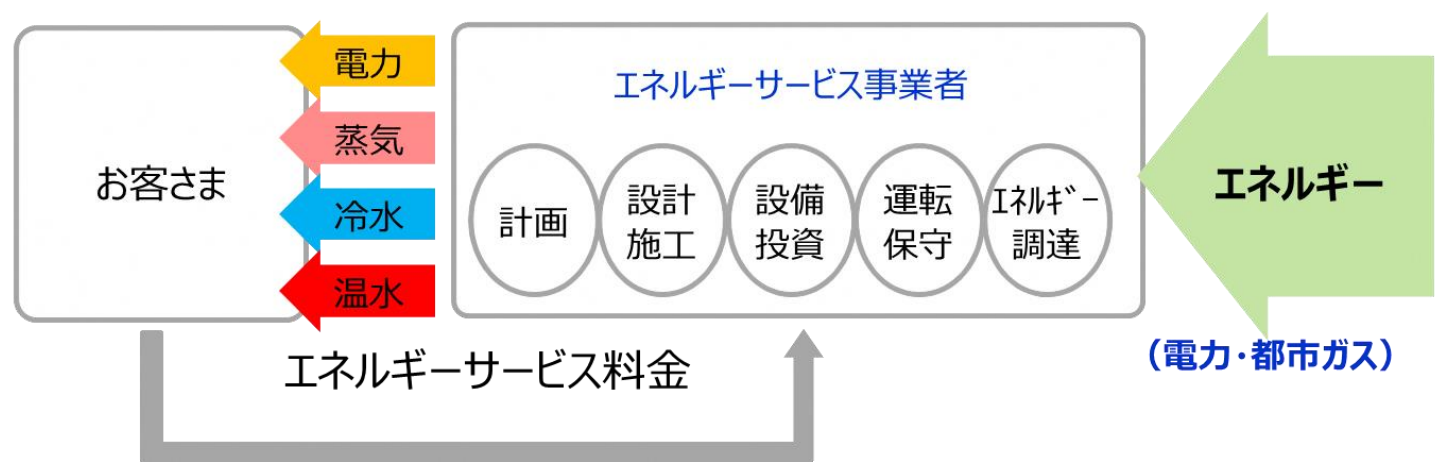 お客さま
電力
蒸気
冷水
温水
エネルギーサービス事業者
計画
設計
施工
設備
投資
運転
保守
ｴﾈﾙｷﾞｰ
調達
エネルギー
（電力・都市ガス）
エネルギーサービス料金